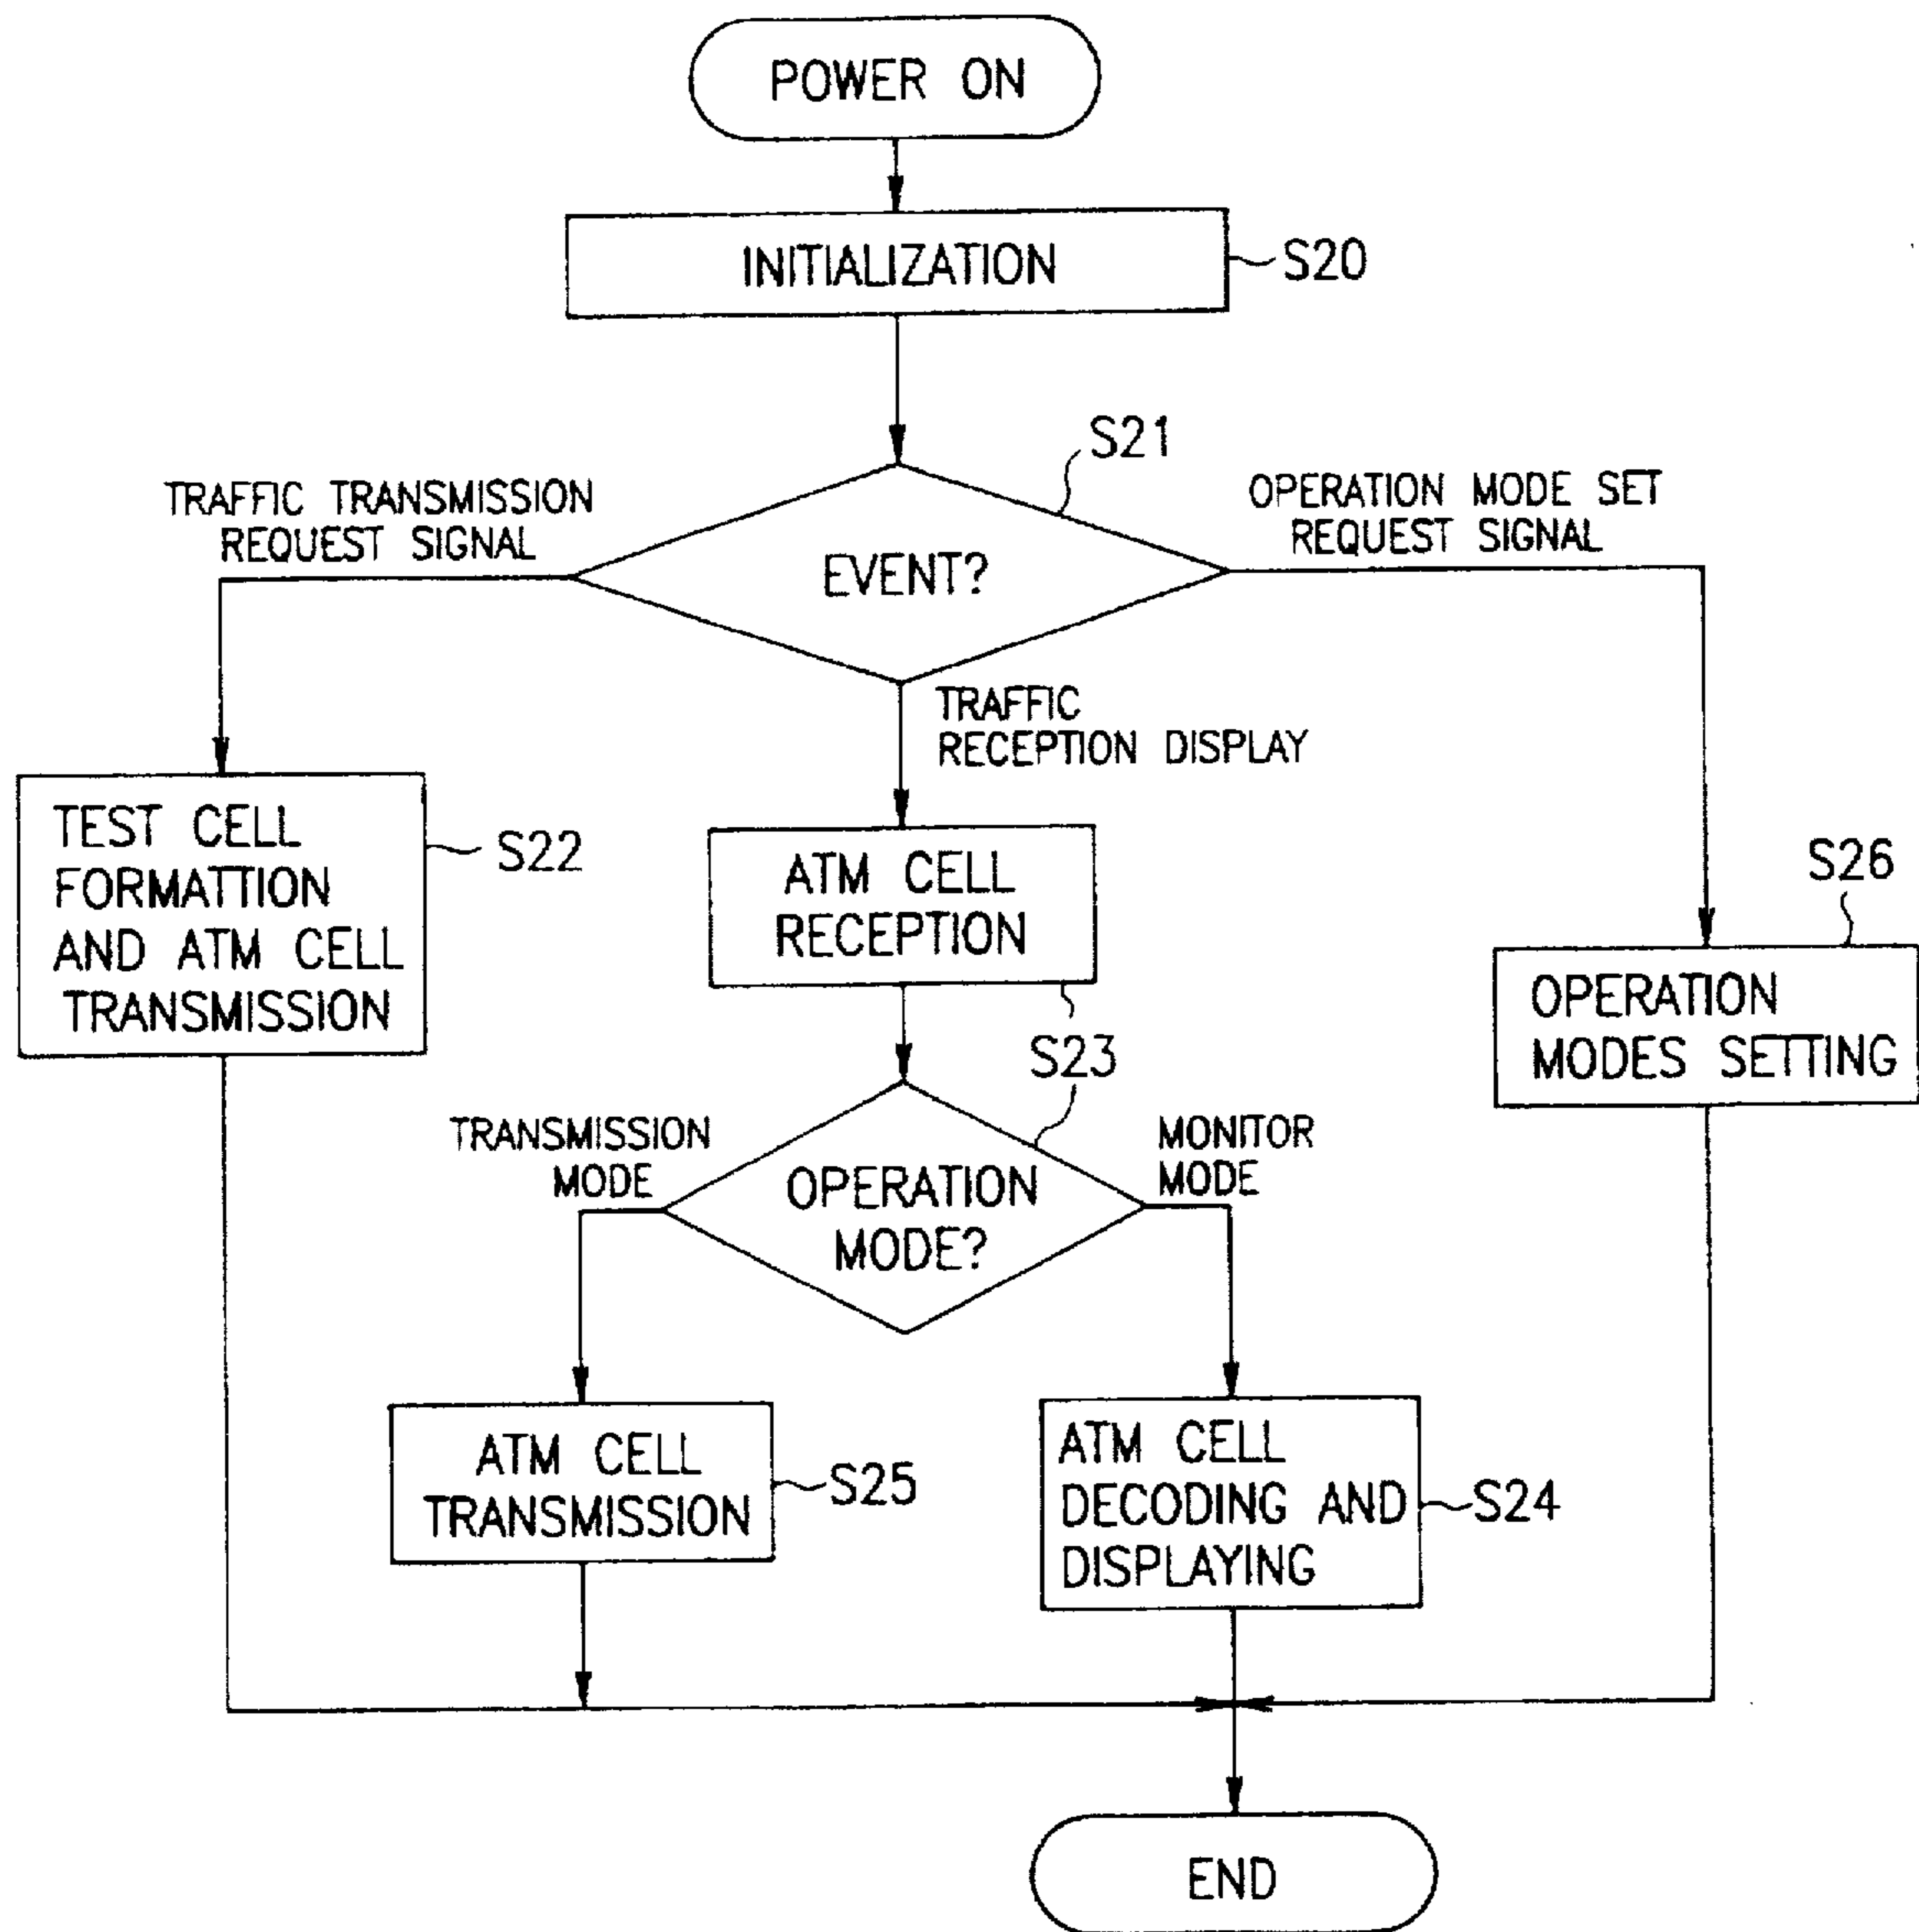 POWER ON
INITIALIZATION
S20
S21
TRAFFIC TRANSMISSION
REQUEST SIGNAL
OPERATION MODE SET
REQUEST SIGNAL
EVENT?
TRAFFIC
RECEPTION DISPLAY
TEST CELL
FORMATTION
AND ATM CELL
TRANSMISSION
S22
ATM CELL
RECEPTION
S26
OPERATION
MODES SETTING
S23
TRANSMISSION
MODE
MONITOR
MODE
OPERATION
MODE?
ATM CELL
TRANSMISSION
S25
ATM CELL
DECODING AND
DISPLAYING
S24
END